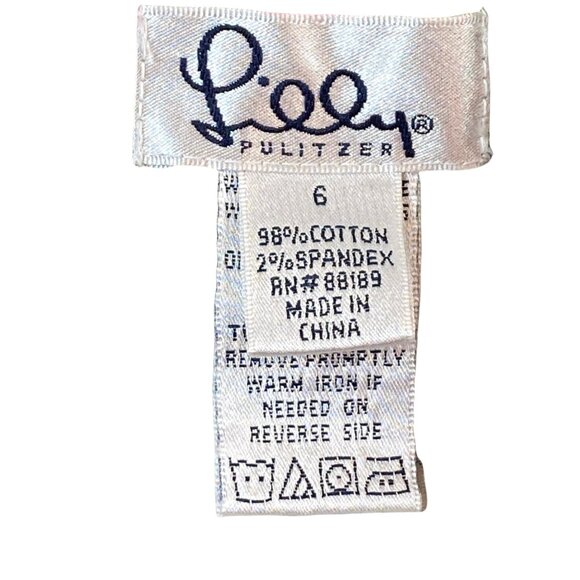 Lilly®
PULITZER
6
98%COTTON
2%SPANDEX
RN#88189
MADE IN
CHINA
REMOVE PROMPTLY
WARM IRON IF
NEEDED ON
REVERSE SIDE